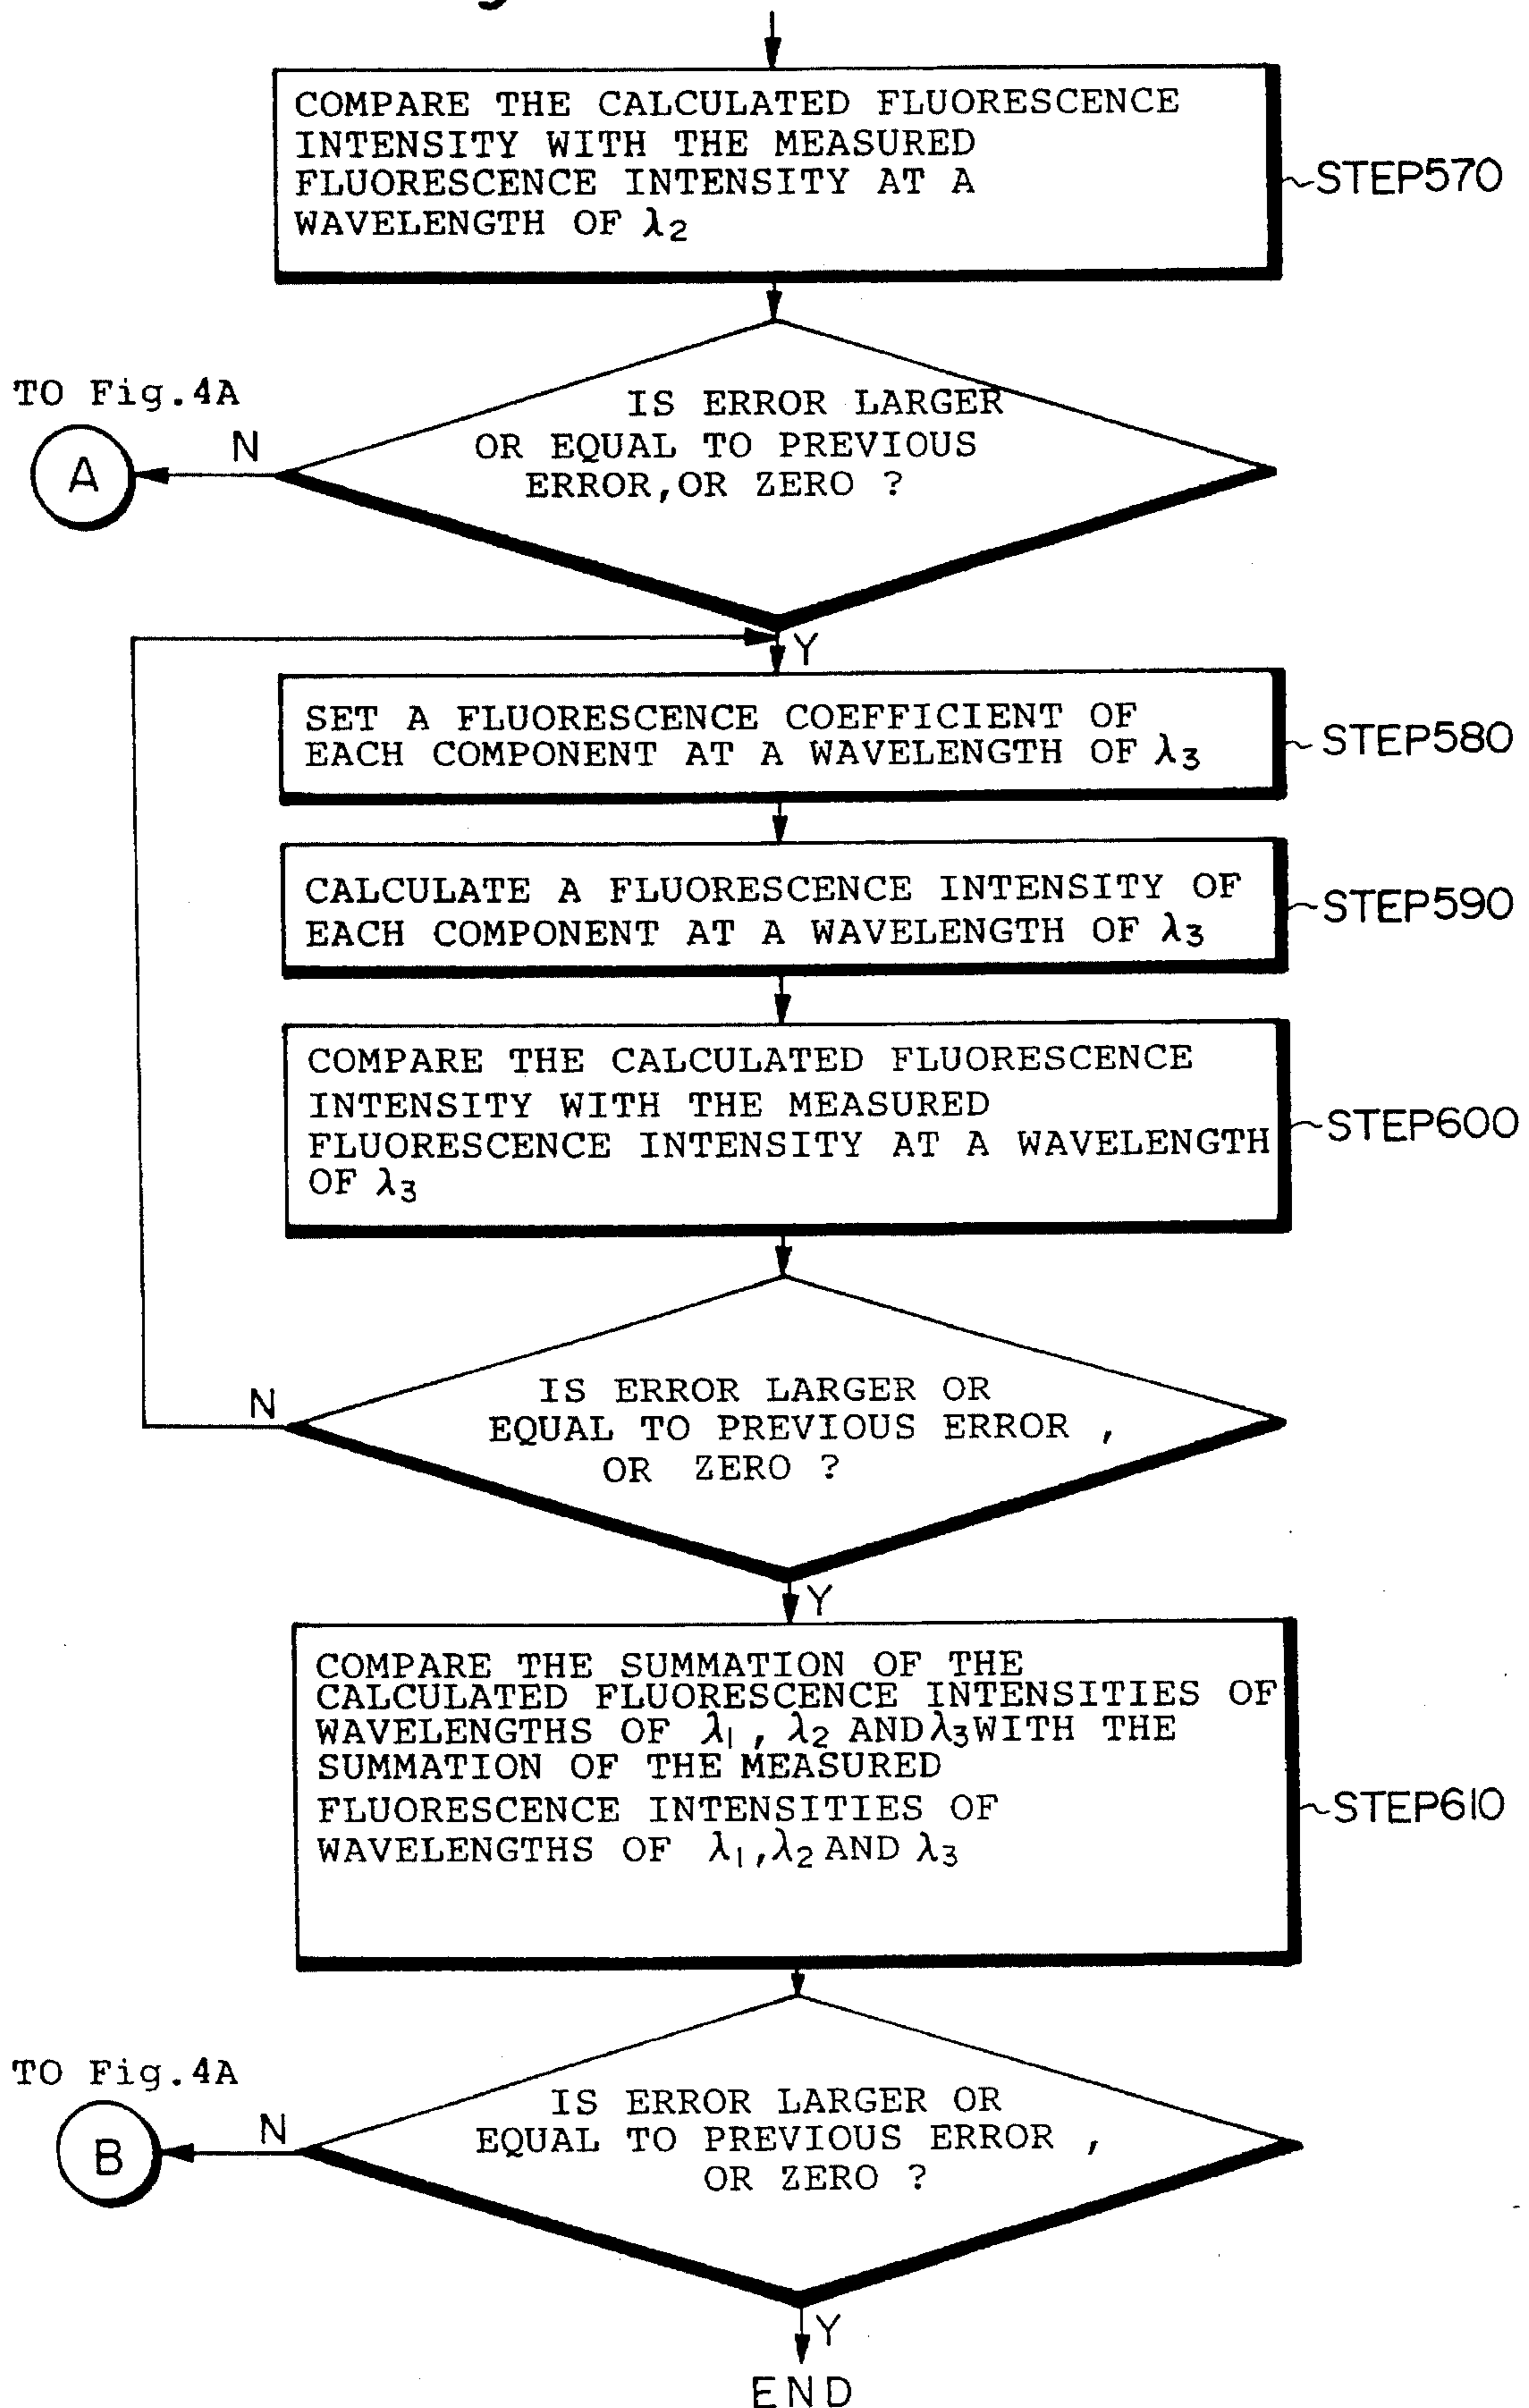 COMPARE THE CALCULATED FLUORESCENCE
INTENSITY WITH THE MEASURED
FLUORESCENCE INTENSITY AT A
WAVELENGTH OF λ2
STEP570
TO Fig.4A
A
N
IS ERROR LARGER
OR EQUAL TO PREVIOUS
ERROR,OR ZERO ?
Y
SET A FLUORESCENCE COEFFICIENT OF
EACH COMPONENT AT A WAVELENGTH OF λ3
STEP580
CALCULATE A FLUORESCENCE INTENSITY OF
EACH COMPONENT AT A WAVELENGTH OF λ3
STEP590
COMPARE THE CALCULATED FLUORESCENCE
INTENSITY WITH THE MEASURED
FLUORESCENCE INTENSITY AT A WAVELENGTH
OF λ3
STEP600
N
IS ERROR LARGER OR
EQUAL TO PREVIOUS ERROR ,
OR ZERO ?
Y
COMPARE THE SUMMATION OF THE
CALCULATED FLUORESCENCE INTENSITIES OF
WAVELENGTHS OF λ1 , λ2 AND λ3 WITH THE
SUMMATION OF THE MEASURED
FLUORESCENCE INTENSITIES OF
WAVELENGTHS OF λ1 ,λ2 AND λ3
STEP610
TO Fig.4A
B
N
IS ERROR LARGER OR
EQUAL TO PREVIOUS ERROR ,
OR ZERO ?
Y
END